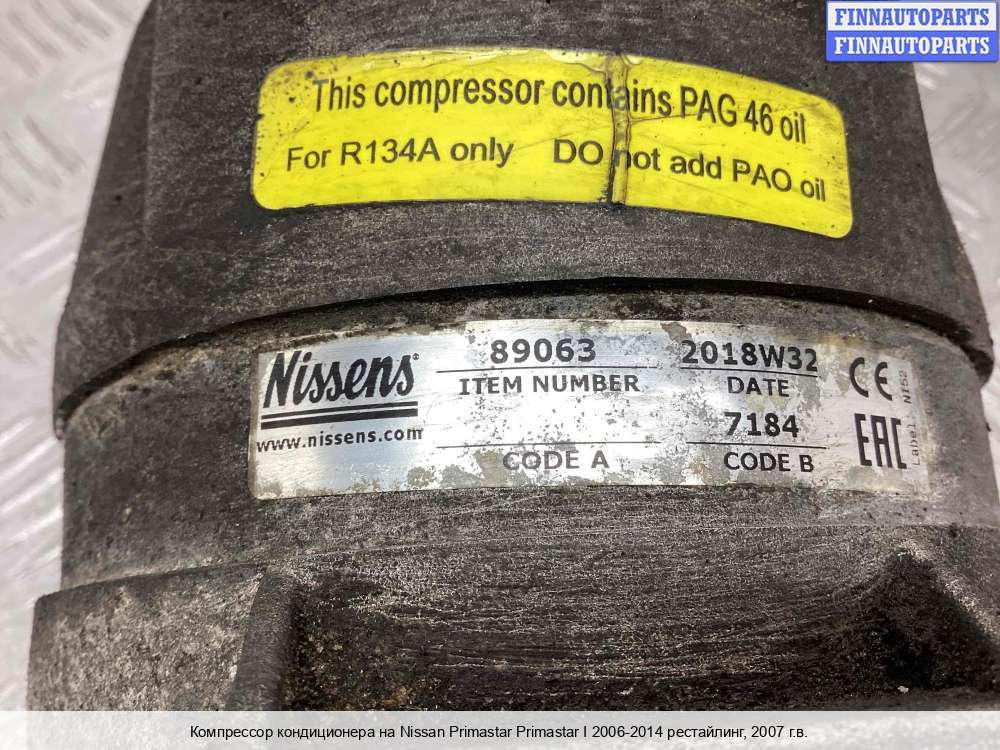 FINNAUTOPARTS
FINNAUTOPARTS
This compressor contains PAG 46 oil
For R134A only DO not add PAO oil
Nissens®
www.nissens.com
89063
ITEM NUMBER
CODE A
2018W32
DATE
7184
CODE B
CE
EAC
Label NI52
Компрессор кондиционера на Nissan Primastar Primastar I 2006-2014 рестайлинг, 2007 г.в.